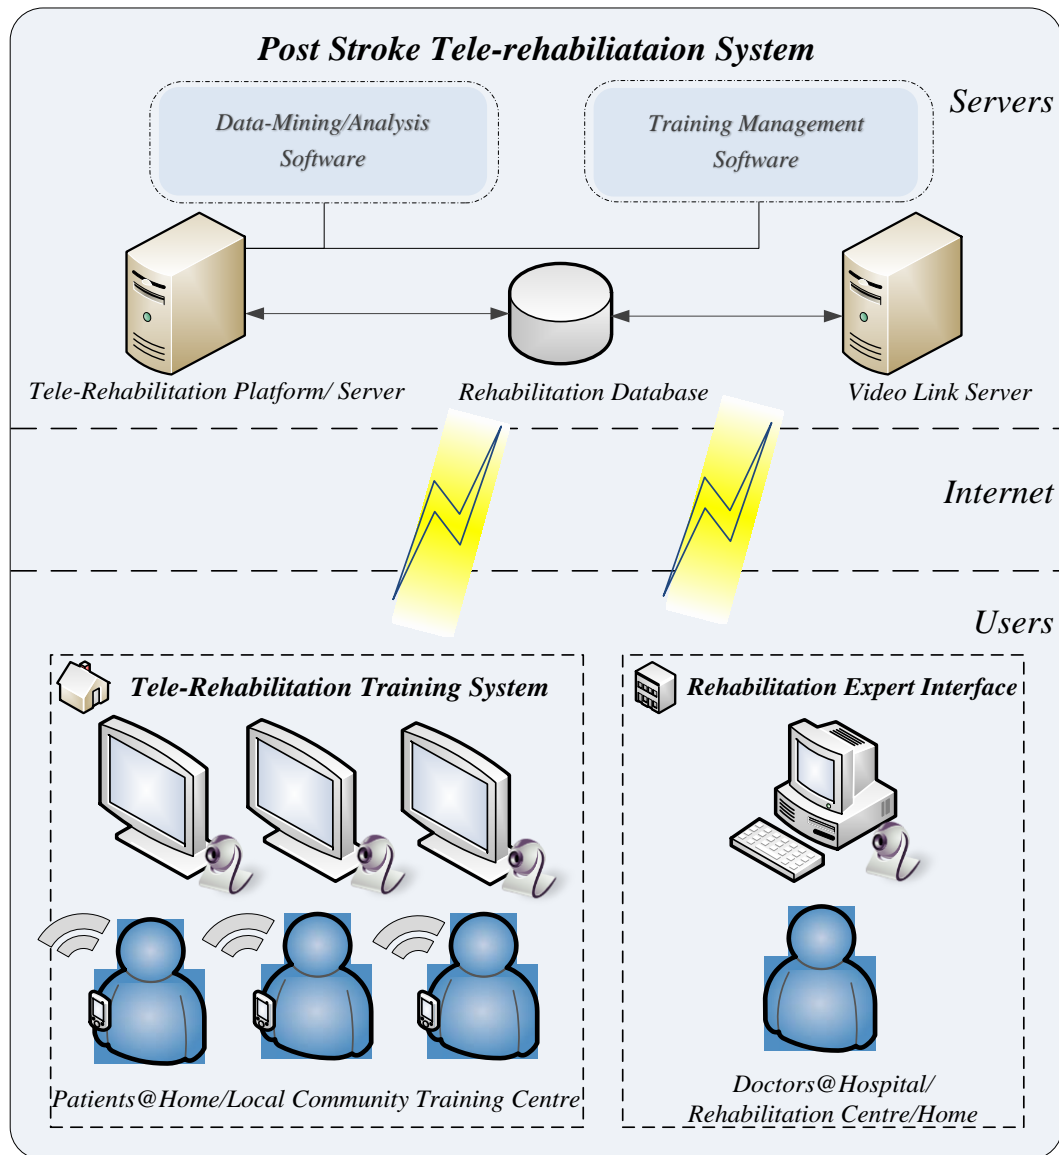 Post Stroke Tele-rehabiliataion System
Servers
Data-Mining/Analysis
Software
Training Management
Software
Tele-Rehabilitation Platform/ Server
Rehabilitation Database
Video Link Server
Internet
Users
Tele-Rehabilitation Training System
Rehabilitation Expert Interface
Patients@Home/Local Community Training Centre
Doctors@Hospital/
Rehabilitation Centre/Home